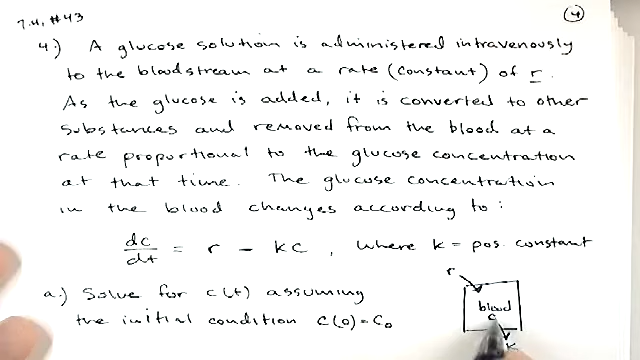 7.4, #43
4
4.) A glucose solution is administered intravenously
to the bloodstream at a rate (constant) of r.
As the glucose is added, it is converted to other
substances and removed from the blood at a
rate proportional to the glucose concentration
at that time. The glucose concentration
in the blood changes according to:
dc/dt = r - kC, where k = pos. constant
a.) Solve for C(t) assuming
the initial condition C(0) = C₀
r
blood
C
k